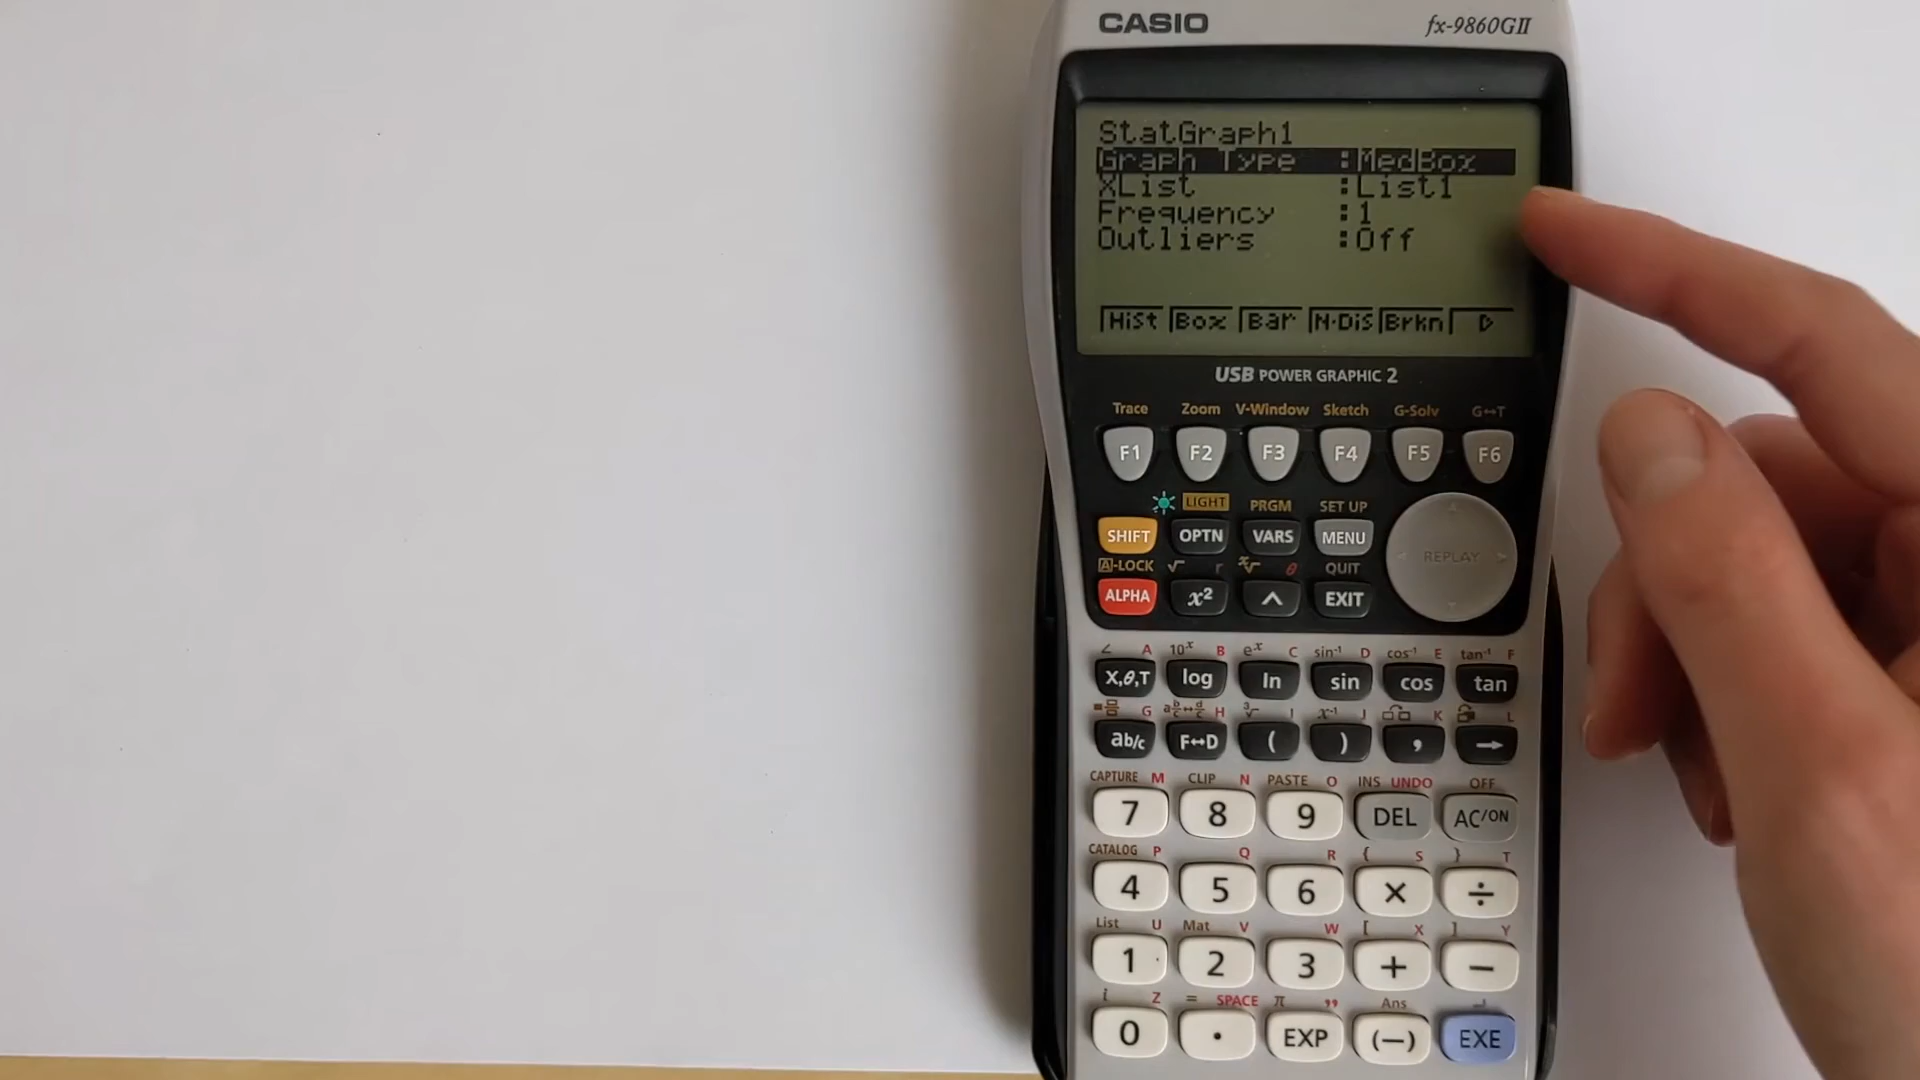 CASIO fx-9860GII
StatGraph1
Graph Type :MedBox
XList :List1
Frequency :1
Outliers :Off
Hist Box Bar N·Dis Brkn ▷
USB POWER GRAPHIC 2
Trace Zoom V-Window Sketch G-Solv G↔T
F1 F2 F3 F4 F5 F6
LIGHT PRGM SET UP
SHIFT OPTN VARS MENU
REPLAY
A-LOCK √ r ˣ√ θ QUIT
ALPHA x² ∧ EXIT
∠ A 10ˣ B eˣ C sin⁻¹ D cos⁻¹ E tan⁻¹ F
X,θ,T log ln sin cos tan
G a b/c↔d/c H ³√ I x⁻¹ J K L
ab/c F↔D ( ) , →
CAPTURE M CLIP N PASTE O INS UNDO OFF
7 8 9 DEL AC/ON
CATALOG P Q R { S } T
4 5 6 × ÷
List U Mat V W [ X ] Y
1 2 3 + −
i Z = SPACE π " Ans ↵
0 . EXP (−) EXE